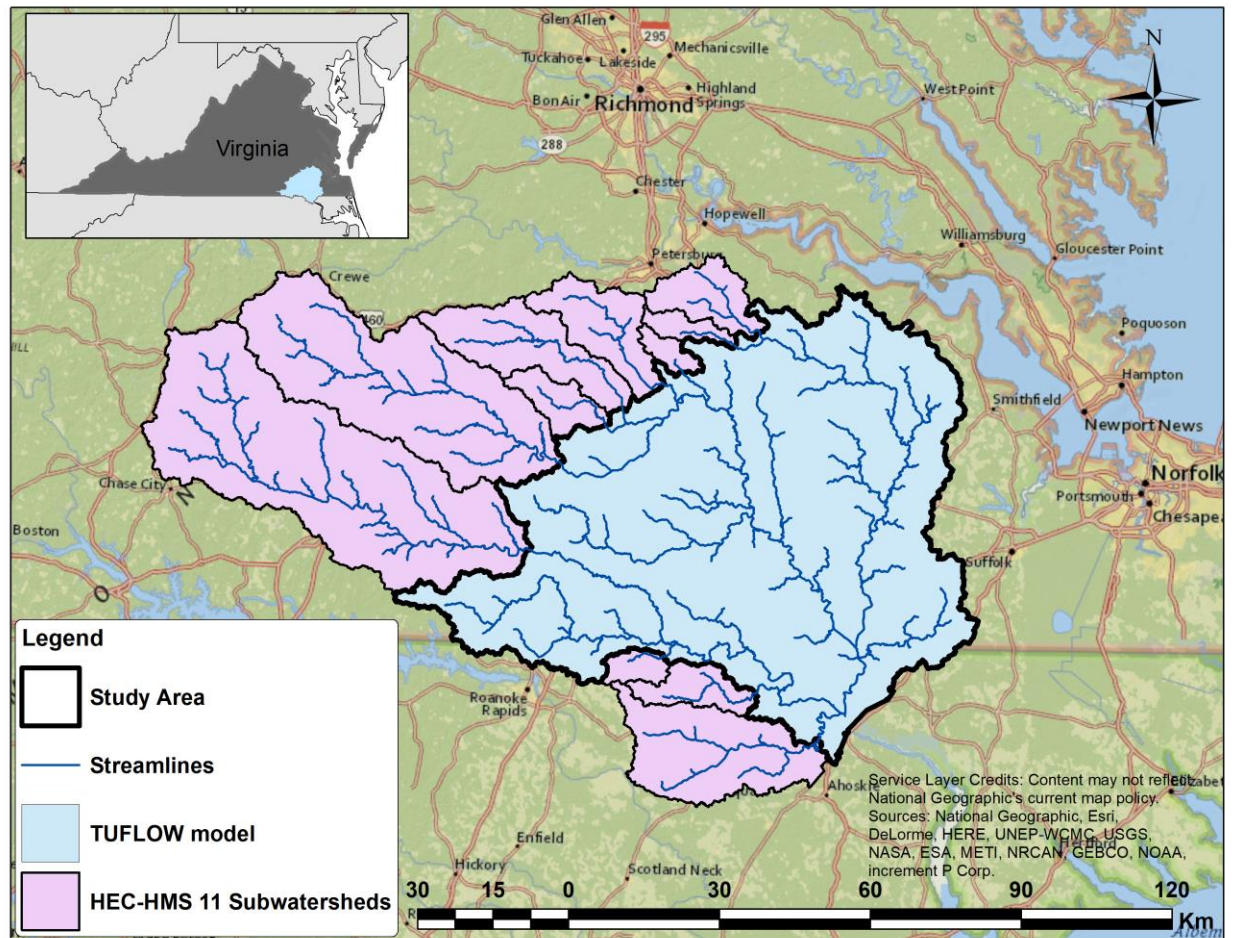 Virginia
N
Glen Allen
295
Mechanicsville
Tuckahoe
Lakeside
Highland
Springs
Bon Air
Richmond
West Point
288
Chester
Hopewell
Williamsburg
Gloucester Point
Petersbu
Crewe
460
Poquoson
Hampton
Smithfield
Newport News
Norfolk
Portsmouth
Chesapea
Chase City
N
Boston
Suffolk
O
Roanoke
Rapids
Ahoskie
Enfield
Hickory
Scotland Neck
Hertford
Elizabet
Legend
Study Area
Streamlines
TUFLOW model
HEC-HMS 11 Subwatersheds
Service Layer Credits: Content may not reflect
National Geographic's current map policy.
Sources: National Geographic, Esri,
DeLorme, HERE, UNEP-WCMC, USGS,
NASA, ESA, METI, NRCAN, GEBCO, NOAA,
increment P Corp.
30 15 0 30 60 90 120
Km